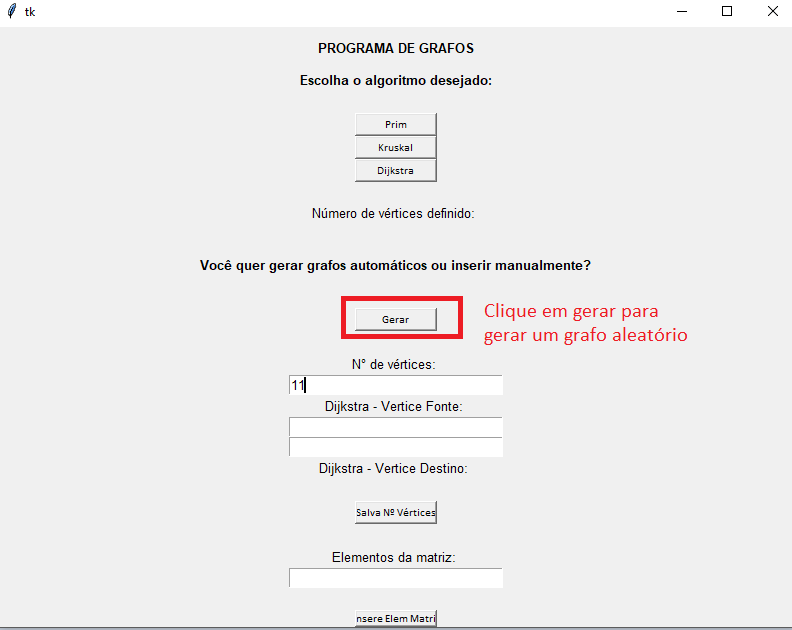 tk
PROGRAMA DE GRAFOS
Escolha o algoritmo desejado:
Prim
Kruskal
Dijkstra
Número de vértices definido:
Você quer gerar grafos automáticos ou inserir manualmente?
Gerar
Clique em gerar para
gerar um grafo aleatório
N° de vértices:
11
Dijkstra - Vertice Fonte:
Dijkstra - Vertice Destino:
Salva Nº Vértices
Elementos da matriz:
nsere Elem Matri